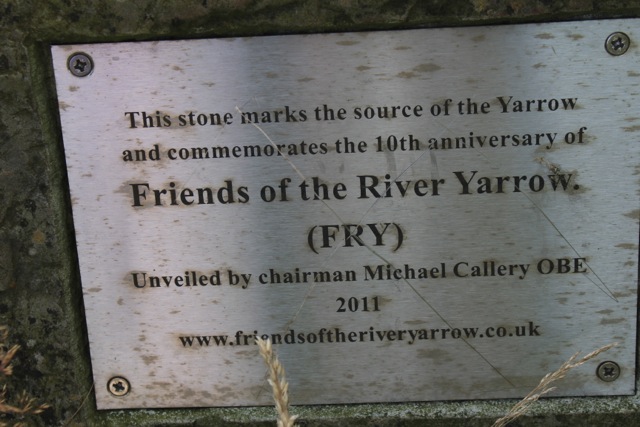 This stone marks the source of the Yarrow
and commemorates the 10th anniversary of
Friends of the River Yarrow.
(FRY)
Unveiled by chairman Michael Callery OBE
2011
www.friendsoftheriveryarrow.co.uk